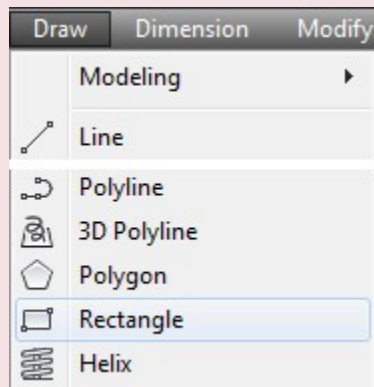 Draw Dimension Modify
Modeling
Line
Polyline
3D Polyline
Polygon
Rectangle
Helix